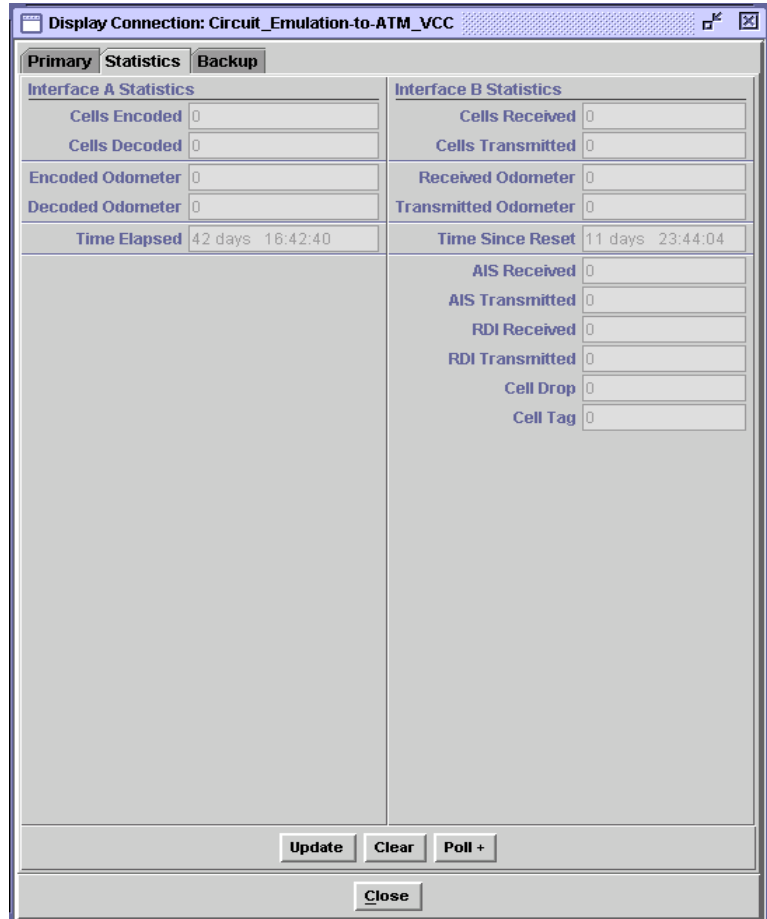 Display Connection: Circuit_Emulation-to-ATM_VCC
Primary Statistics Backup
Interface A Statistics
Cells Encoded 0
Cells Decoded 0
Encoded Odometer 0
Decoded Odometer 0
Time Elapsed 42 days 16:42:40
Interface B Statistics
Cells Received 0
Cells Transmitted 0
Received Odometer 0
Transmitted Odometer 0
Time Since Reset 11 days 23:44:04
AIS Received 0
AIS Transmitted 0
RDI Received 0
RDI Transmitted 0
Cell Drop 0
Cell Tag 0
Update Clear Poll +
Close